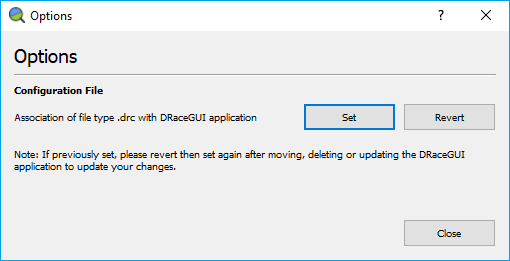 Options
?
Options
Configuration File
Association of file type .drc with DRaceGUI application
Set
Revert
Note: If previously set, please revert then set again after moving, deleting or updating the DRaceGUI
application to update your changes.
Close